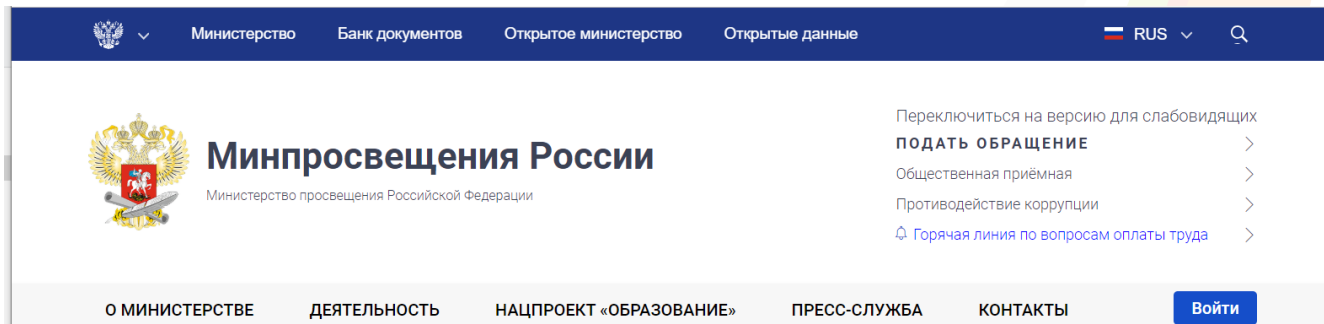 Министерство Банк документов Открытое министерство Открытые данные RUS
Переключиться на версию для слабовидящих
ПОДАТЬ ОБРАЩЕНИЕ
Минпросвещения России
Общественная приёмная
Министерство просвещения Российской Федерации
Противодействие коррупции
Горячая линия по вопросам оплаты труда
О МИНИСТЕРСТВЕ ДЕЯТЕЛЬНОСТЬ НАЦПРОЕКТ «ОБРАЗОВАНИЕ» ПРЕСС-СЛУЖБА КОНТАКТЫ Войти